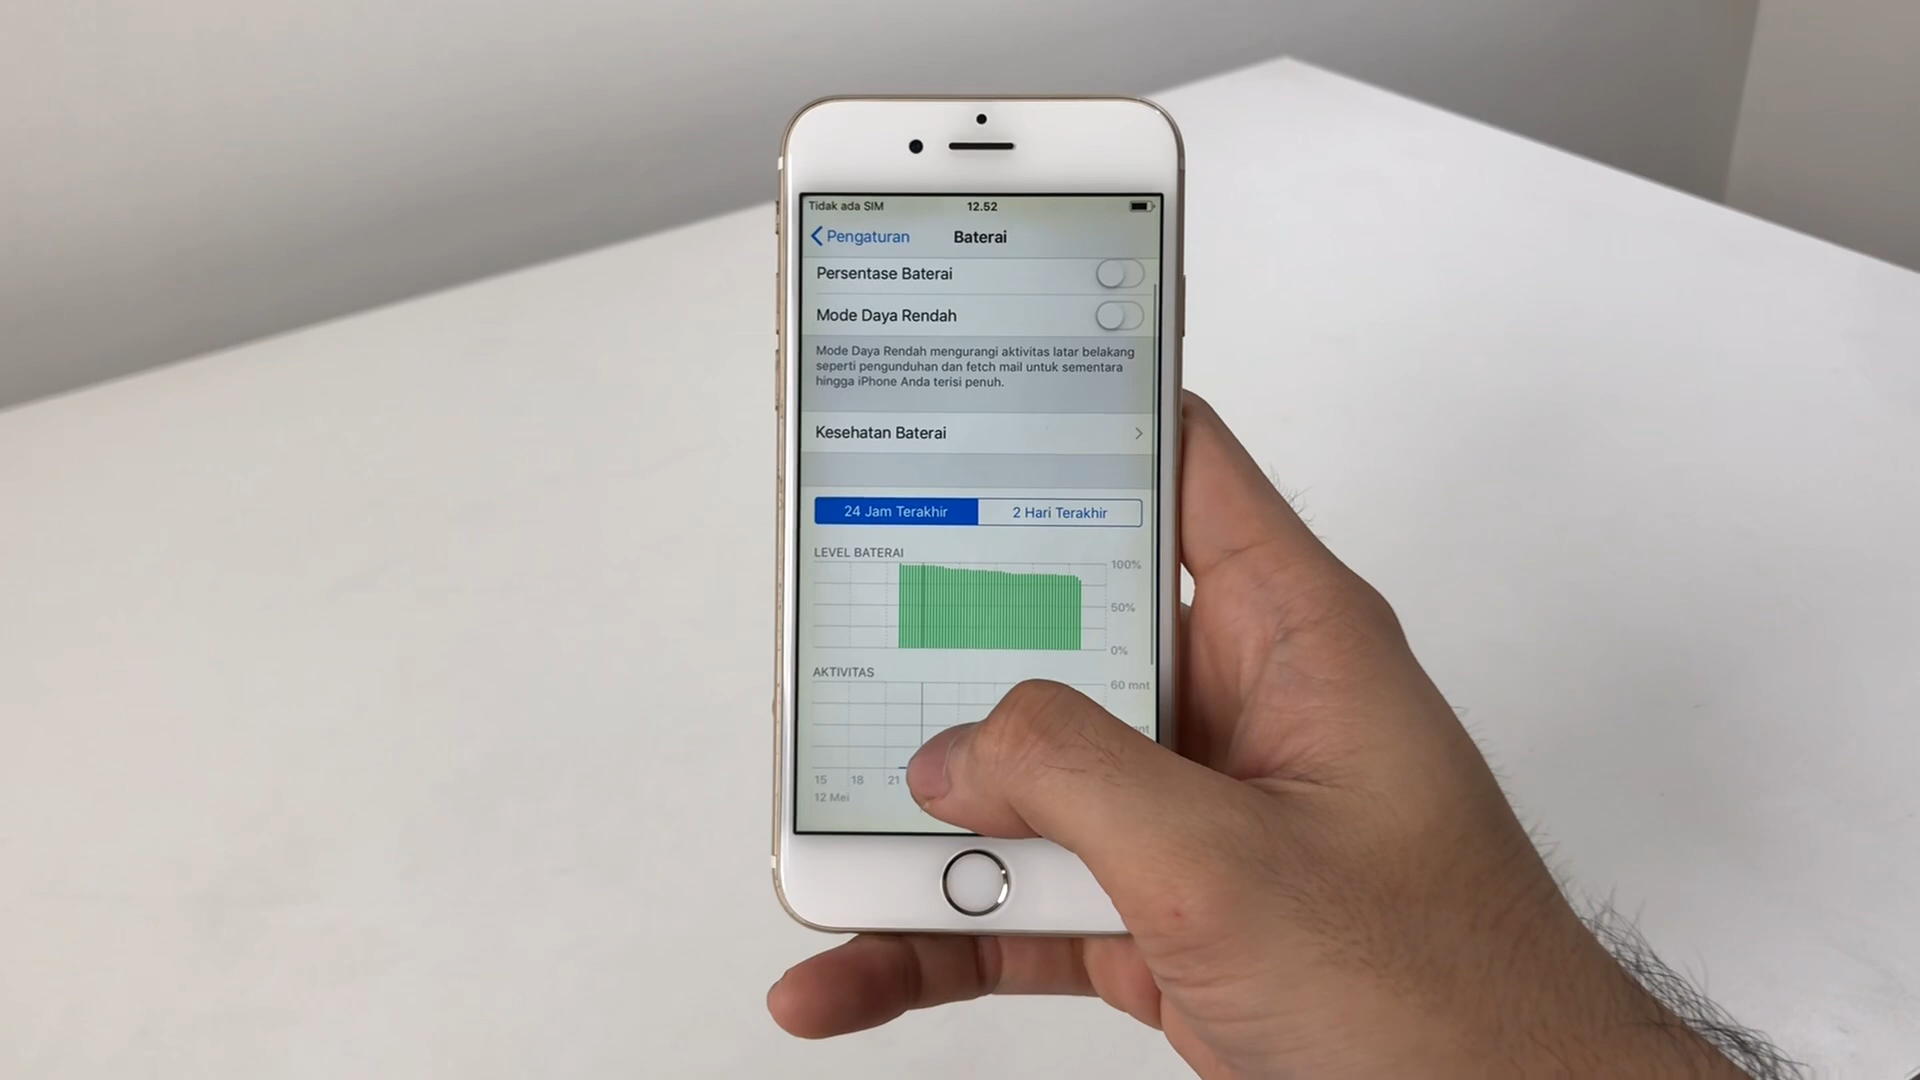 Tidak ada SIM 12.52
Pengaturan Baterai
Persentase Baterai
Mode Daya Rendah
Mode Daya Rendah mengurangi aktivitas latar belakang
seperti pengunduhan dan fetch mail untuk sementara
hingga iPhone Anda terisi penuh.
Kesehatan Baterai
24 Jam Terakhir 2 Hari Terakhir
LEVEL BATERAI
100%
50%
0%
AKTIVITAS
60 mnt
15 18 21
12 Mei